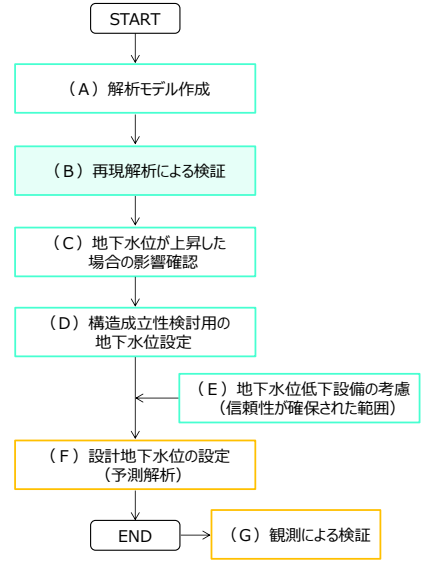 START
（A）解析モデル作成
（B）再現解析による検証
（C）地下水位が上昇した
場合の影響確認
（D）構造成立性検討用の
地下水位設定
（E）地下水位低下設備の考慮
（信頼性が確保された範囲）
（F）設計地下水位の設定
（予測解析）
END
（G）観測による検証